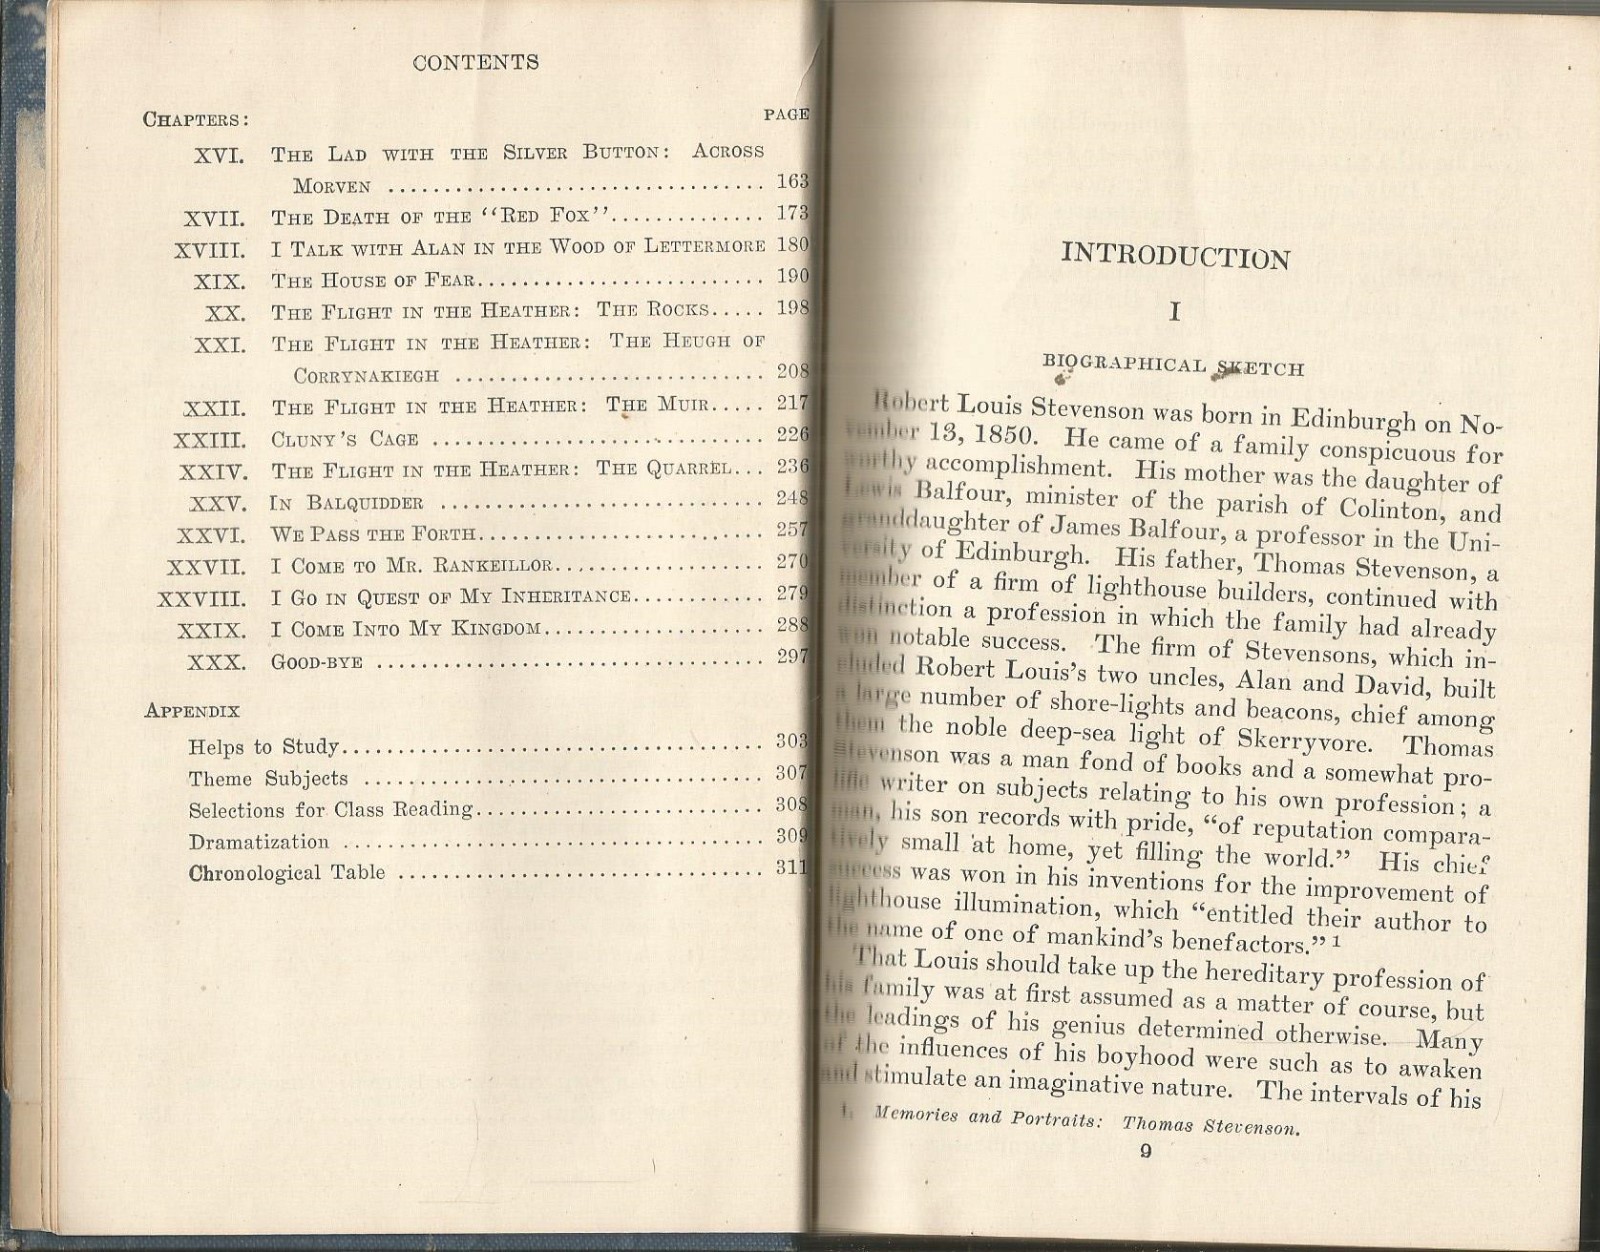 CONTENTS
CHAPTERS: PAGE
XVI. THE LAD WITH THE SILVER BUTTON: ACROSS
MORVEN .................................. 163
XVII. THE DEATH OF THE "RED FOX".............. 173
XVIII. I TALK WITH ALAN IN THE WOOD OF LETTERMORE 180
XIX. THE HOUSE OF FEAR.......................... 190
XX. THE FLIGHT IN THE HEATHER: THE ROCKS..... 198
XXI. THE FLIGHT IN THE HEATHER: THE HEUGH OF
CORRYNAKIEGH ............................ 208
XXII. THE FLIGHT IN THE HEATHER: THE MUIR..... 217
XXIII. CLUNY'S CAGE .............................. 226
XXIV. THE FLIGHT IN THE HEATHER: THE QUARREL... 236
XXV. IN BALQUIDDER ............................. 248
XXVI. WE PASS THE FORTH.......................... 257
XXVII. I COME TO MR. RANKEILLOR................... 270
XXVIII. I GO IN QUEST OF MY INHERITANCE............ 279
XXIX. I COME INTO MY KINGDOM.................... 288
XXX. GOOD-BYE ................................... 297
APPENDIX
Helps to Study...................................... 303
Theme Subjects .................................... 307
Selections for Class Reading.......................... 308
Dramatization ...................................... 309
Chronological Table ................................. 311
INTRODUCTION
I
BIOGRAPHICAL SKETCH
Robert Louis Stevenson was born in Edinburgh on No-
vember 13, 1850. He came of a family conspicuous for
worthy accomplishment. His mother was the daughter of
Lewis Balfour, minister of the parish of Colinton, and
granddaughter of James Balfour, a professor in the Uni-
versity of Edinburgh. His father, Thomas Stevenson, a
member of a firm of lighthouse builders, continued with
distinction a profession in which the family had already
won notable success. The firm of Stevensons, which in-
cluded Robert Louis's two uncles, Alan and David, built
a large number of shore-lights and beacons, chief among
them the noble deep-sea light of Skerryvore. Thomas
Stevenson was a man fond of books and a somewhat pro-
lific writer on subjects relating to his own profession; a
man, his son records with pride, "of reputation compara-
tively small at home, yet filling the world." His chief
success was won in his inventions for the improvement of
lighthouse illumination, which "entitled their author to
the name of one of mankind's benefactors." 1
That Louis should take up the hereditary profession of
his family was at first assumed as a matter of course, but
the leadings of his genius determined otherwise. Many
of the influences of his boyhood were such as to awaken
and stimulate an imaginative nature. The intervals of his
1. Memories and Portraits: Thomas Stevenson.
9